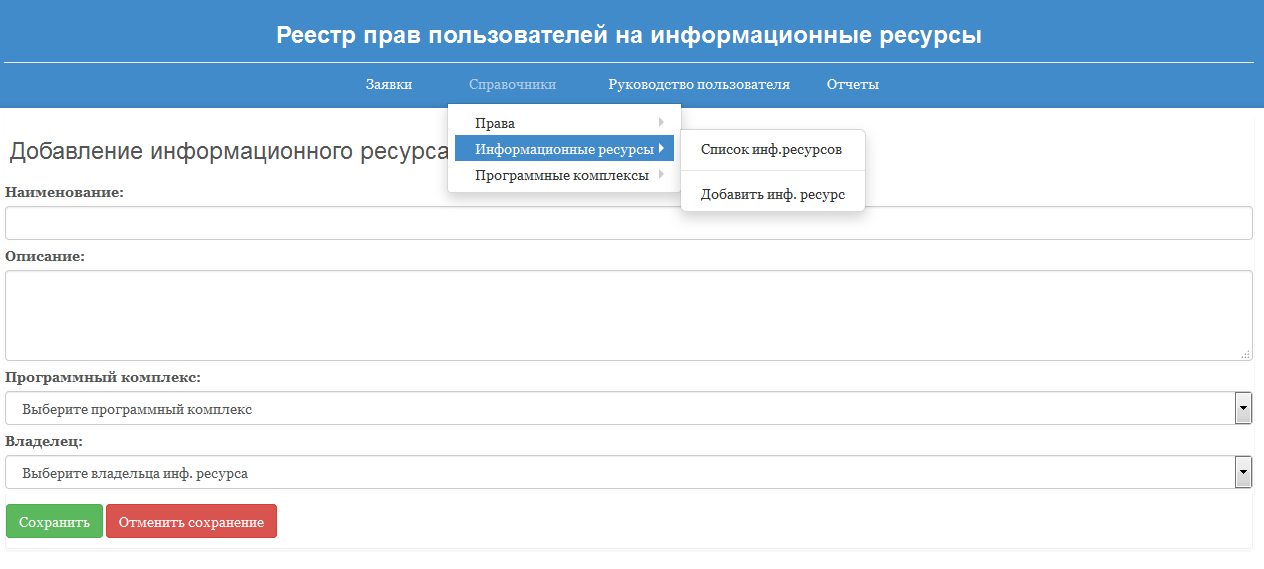 Реестр прав пользователей на информационные ресурсы
Заявки Справочники Руководство пользователя Отчеты
Права
Информационные ресурсы
Программные комплексы
Список инф.ресурсов
Добавить инф. ресурс
Добавление информационного ресурса
Наименование:
Описание:
Программный комплекс:
Выберите программный комплекс
Владелец:
Выберите владельца инф. ресурса
Сохранить Отменить сохранение